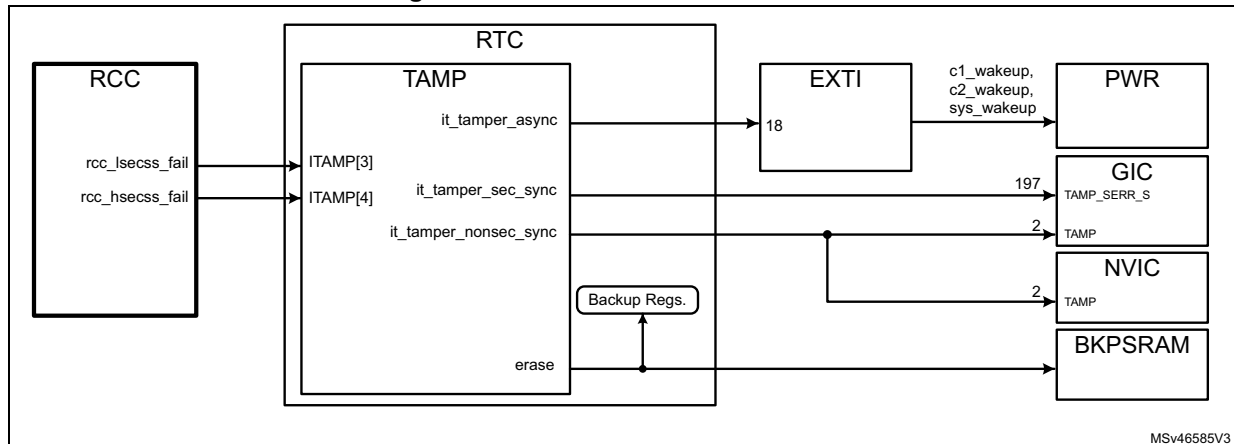 RTC
RCC
TAMP
EXTI
c1_wakeup,
c2_wakeup,
sys_wakeup
PWR
it_tamper_async
18
rcc_lsecss_fail
ITAMP[3]
rcc_hsecss_fail
ITAMP[4]
it_tamper_sec_sync
197
GIC
TAMP_SERR_S
it_tamper_nonsec_sync
2
TAMP
NVIC
2
TAMP
Backup Regs.
BKPSRAM
erase
MSv46585V3